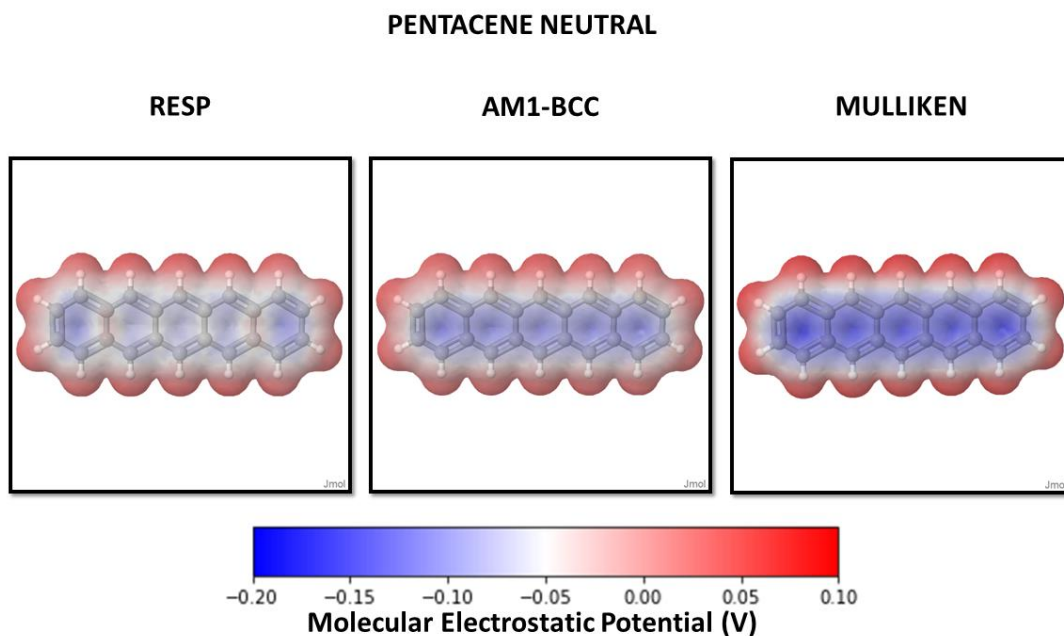 PENTACENE NEUTRAL
RESP
AM1-BCC
MULLIKEN
Jmol
Jmol
Jmol
−0.20 −0.15 −0.10 −0.05 0.00 0.05 0.10
Molecular Electrostatic Potential (V)